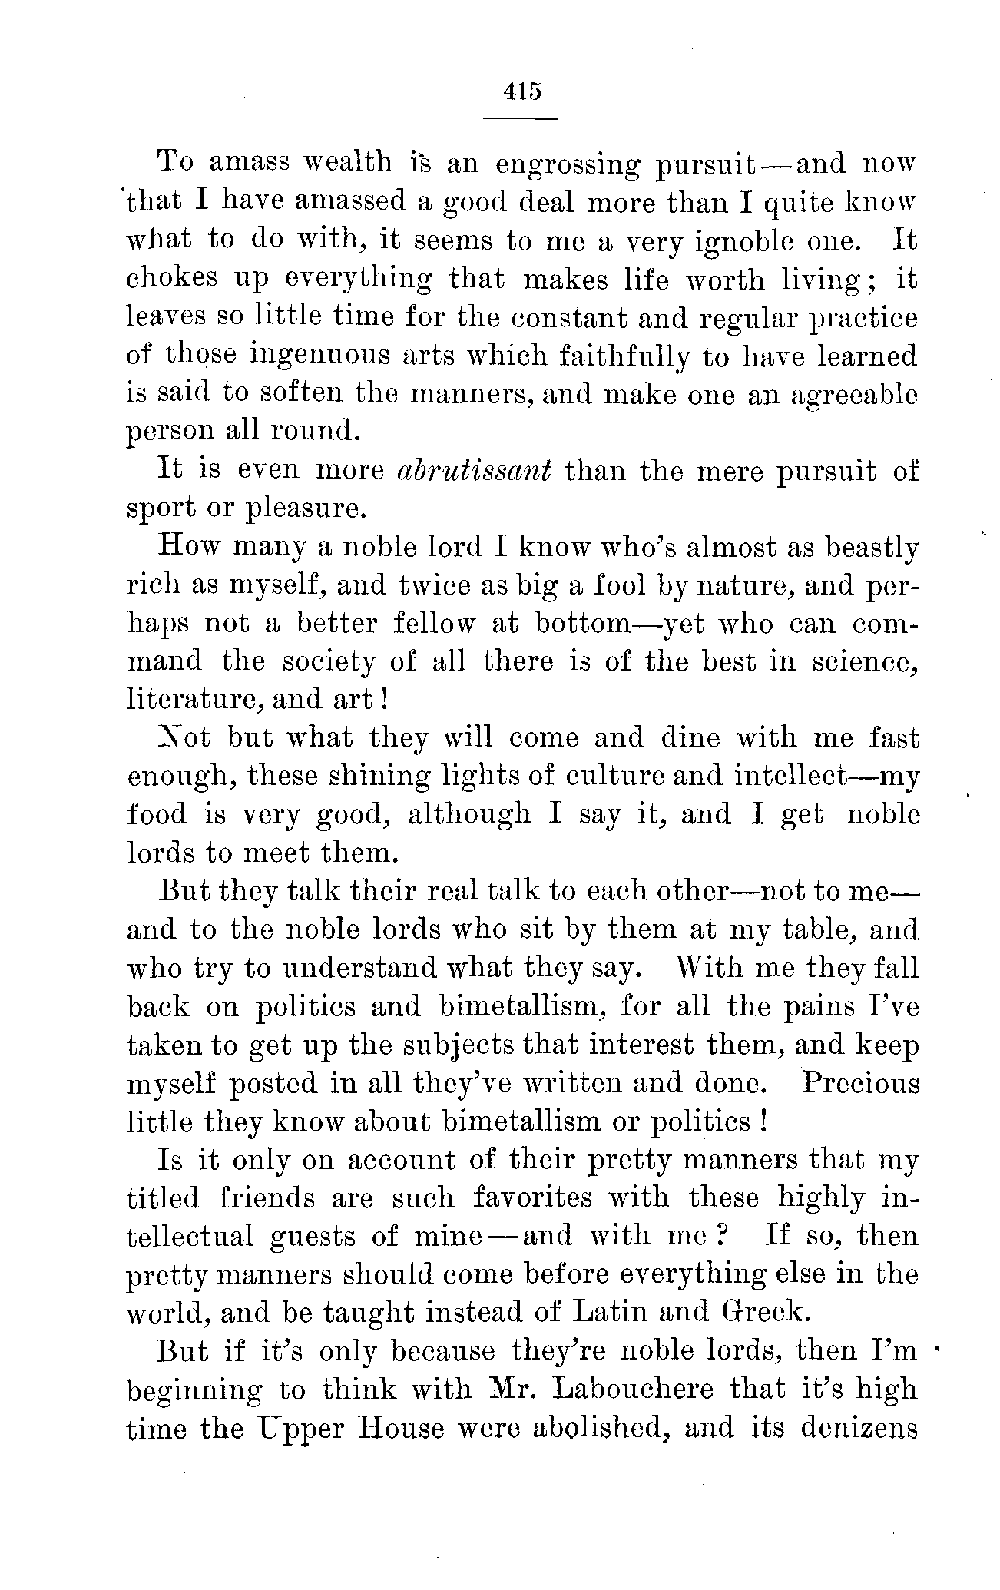 415
To amass wealth is an engrossing pursuit—and now
that I have amassed a good deal more than I quite know
what to do with, it seems to me a very ignoble one. It
chokes up everything that makes life worth living; it
leaves so little time for the constant and regular practice
of those ingenuous arts which faithfully to have learned
is said to soften the manners, and make one an agreeable
person all round.
It is even more abrutissant than the mere pursuit of
sport or pleasure.
How many a noble lord I know who's almost as beastly
rich as myself, and twice as big a fool by nature, and per-
haps not a better fellow at bottom—yet who can com-
mand the society of all there is of the best in science,
literature, and art!
Not but what they will come and dine with me fast
enough, these shining lights of culture and intellect—my
food is very good, although I say it, and I get noble
lords to meet them.
But they talk their real talk to each other—not to me—
and to the noble lords who sit by them at my table, and
who try to understand what they say. With me they fall
back on politics and bimetallism, for all the pains I've
taken to get up the subjects that interest them, and keep
myself posted in all they've written and done. Precious
little they know about bimetallism or politics!
Is it only on account of their pretty manners that my
titled friends are such favorites with these highly in-
tellectual guests of mine—and with me? If so, then
pretty manners should come before everything else in the
world, and be taught instead of Latin and Greek.
But if it's only because they're noble lords, then I'm
beginning to think with Mr. Labouchere that it's high
time the Upper House were abolished, and its denizens